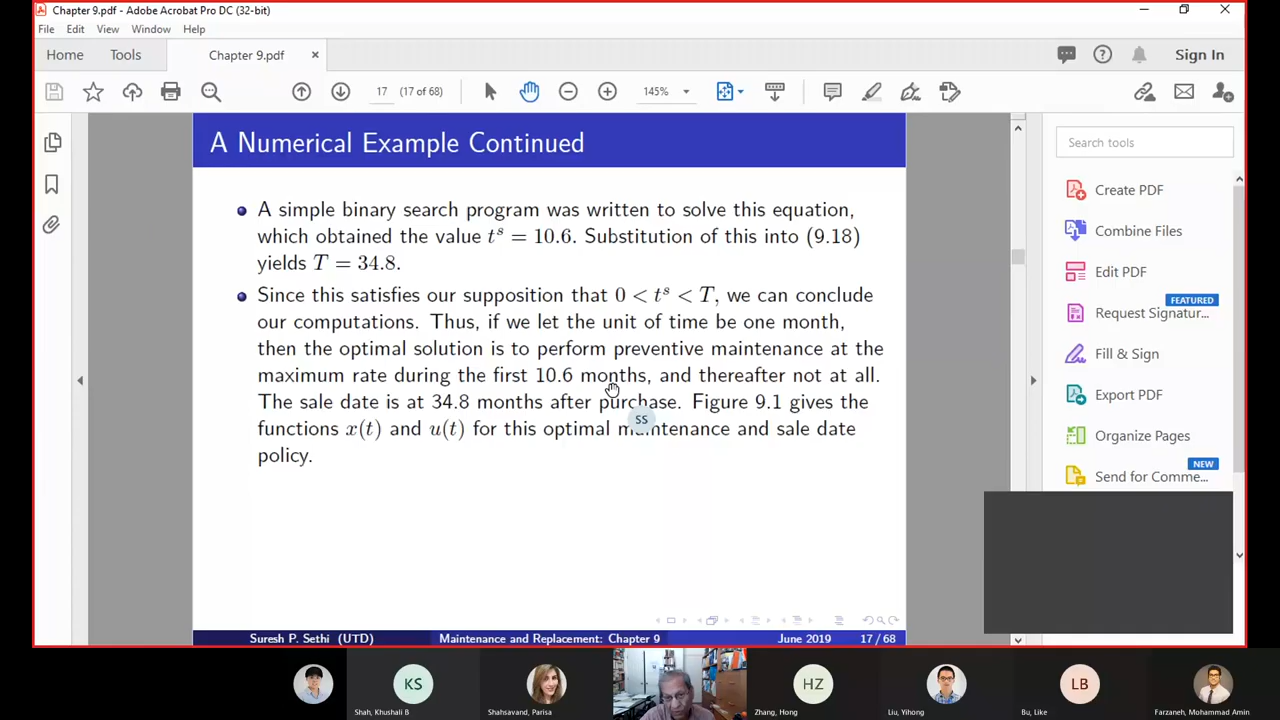 Chapter 9.pdf - Adobe Acrobat Pro DC (32-bit)
File Edit View Window Help
Home Tools Chapter 9.pdf × Sign In
17 (17 of 68) 145%
A Numerical Example Continued
A simple binary search program was written to solve this equation,
which obtained the value tˢ = 10.6. Substitution of this into (9.18)
yields T = 34.8.
Since this satisfies our supposition that 0 < tˢ < T, we can conclude
our computations. Thus, if we let the unit of time be one month,
then the optimal solution is to perform preventive maintenance at the
maximum rate during the first 10.6 months, and thereafter not at all.
The sale date is at 34.8 months after purchase. Figure 9.1 gives the
functions x(t) and u(t) for this optimal maintenance and sale date
policy.
SS
Suresh P. Sethi (UTD) Maintenance and Replacement: Chapter 9 June 2019 17 / 68
Search tools
Create PDF
Combine Files
Edit PDF
FEATURED
Request Signatur...
Fill & Sign
Export PDF
Organize Pages
NEW
Send for Comme...
KS HZ LB
Shah, Khushali B Shahsavand, Parisa Zhang, Hong Liu, Yihong Bu, Like Farzaneh, Mohammad Amin